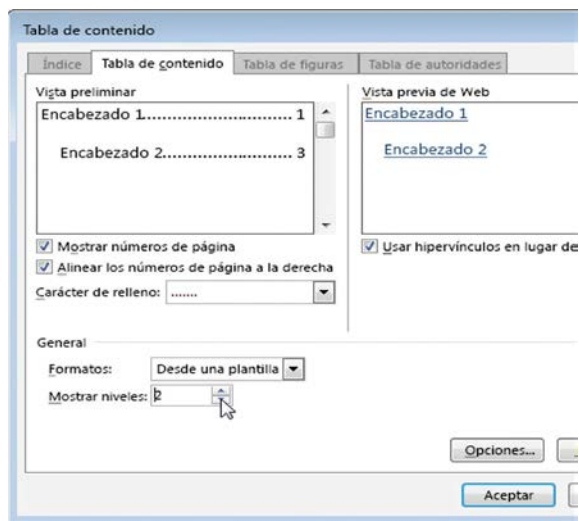 Tabla de contenido
Índice Tabla de contenido Tabla de figuras Tabla de autoridades
Vista preliminar
Encabezado 1........................... 1
Encabezado 2........................ 3
Vista previa de Web
Encabezado 1
Encabezado 2
Mostrar números de página
Alinear los números de página a la derecha
Carácter de relleno: .......
Usar hipervínculos en lugar de
General
Formatos: Desde una plantilla
Mostrar niveles: 2
Opciones...
Aceptar